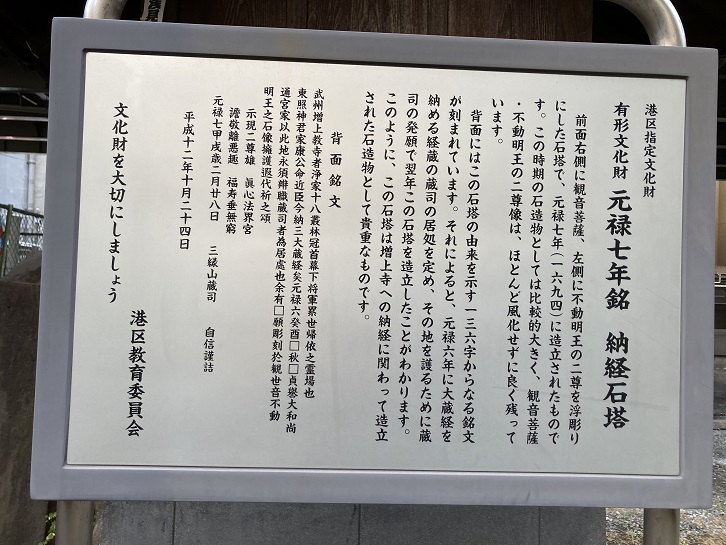 港区指定文化財
有形文化財 元禄七年銘 納経石塔
前面右側に観音菩薩、左側に不動明王の二尊を浮彫り
にした石塔で、元禄七年(一六九四)に造立されたもので
す。この時期の石造物としては比較的大きく、観音菩薩
・不動明王の二尊像は、ほとんど風化せずに良く残って
います。
背面にはこの石塔の由来を示す一三六字からなる銘文
が刻まれています。それによると、元禄六年に大蔵経を
納める経蔵の蔵司の居処を定め、その地を護るために蔵
司の発願で翌年この石塔を造立したことがわかります。
このように、この石塔は増上寺への納経に関わって造立
された石造物として貴重なものです。
背面銘文
武州増上教寺者浄家十八叢林冠首幕下将軍累世帰依之霊場也
東照神君家康公命近臣今納三大蔵経矣元禄六癸酉□秋□貞譽大和尚
通宮家以此地永須辧職蔵司者為居處也余有□願彫刻於観世音不動
明王之石像擁護遐代祈之頌
示現二尊雄 眞心法界宮
譫敬離悪趣 福寿垂無窮
元禄七甲戌歳二月廿八日 三縁山蔵司 自信謹誌
平成十二年十月二十四日
文化財を大切にしましょう
港区教育委員会